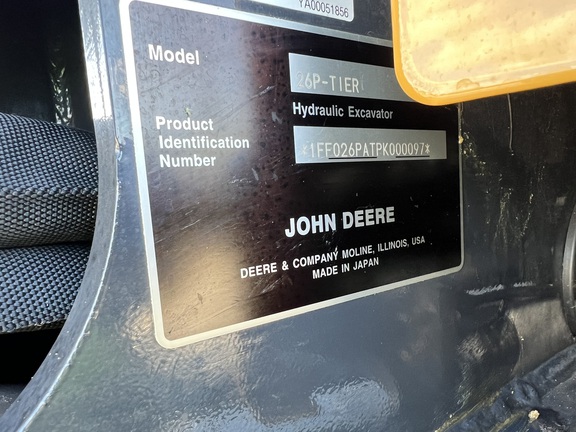 YA00051856
Model
26P-TIER
Hydraulic Excavator
Product
Identification
Number
*1FF026PATPK000097*
JOHN DEERE
DEERE & COMPANY MOLINE, ILLINOIS, USA
MADE IN JAPAN